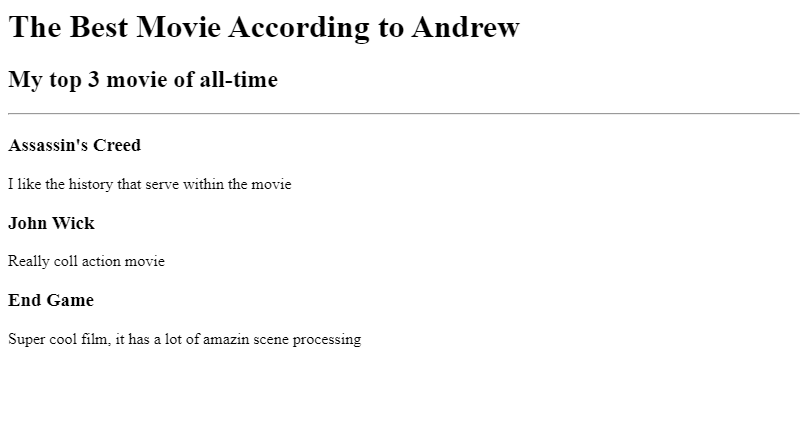 The Best Movie According to Andrew
My top 3 movie of all-time
Assassin's Creed
I like the history that serve within the movie
John Wick
Really coll action movie
End Game
Super cool film, it has a lot of amazin scene processing